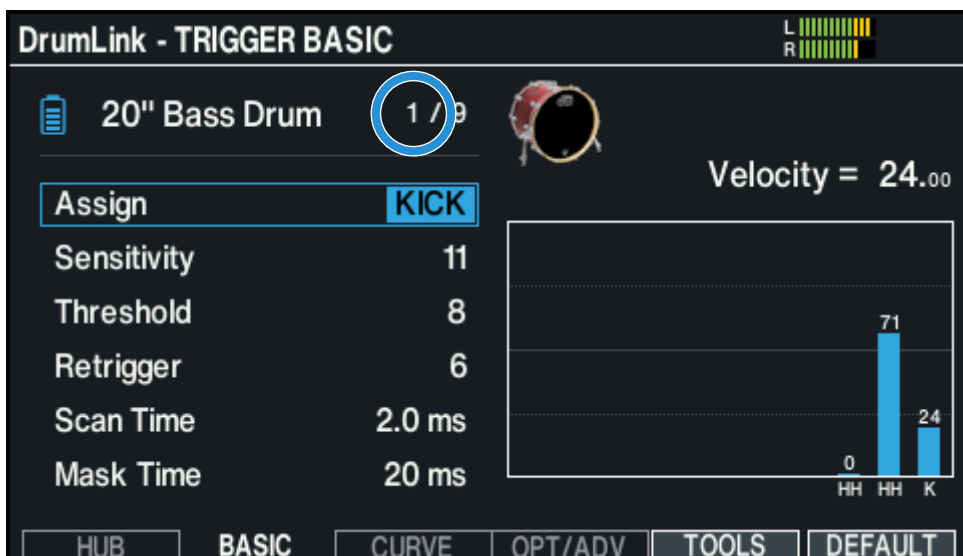 DrumLink - TRIGGER BASIC
L
R
20" Bass Drum 1 / 9
Velocity = 24.00
Assign KICK
Sensitivity 11
Threshold 8
Retrigger 6
Scan Time 2.0 ms
Mask Time 20 ms
71
24
0
HH HH K
HUB BASIC CURVE OPT/ADV TOOLS DEFAULT